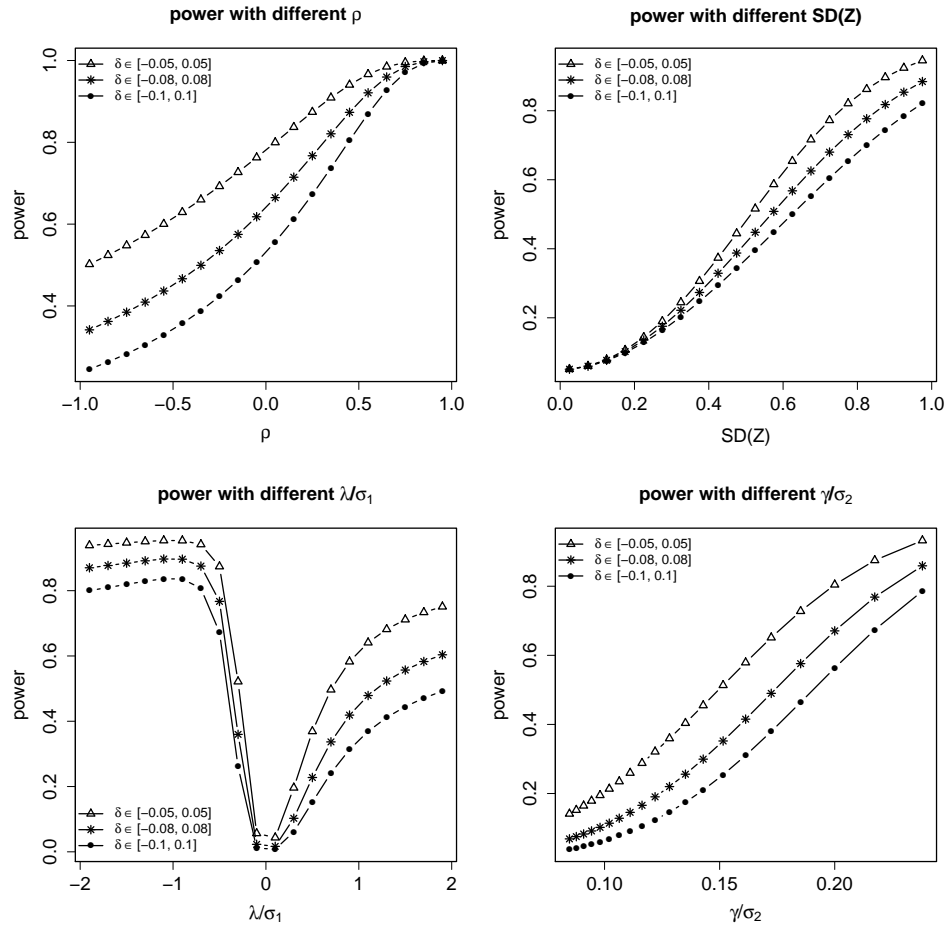 power with different ρ
δ ∈ [−0.05, 0.05]
δ ∈ [−0.08, 0.08]
δ ∈ [−0.1, 0.1]
power
0.4 0.6 0.8 1.0
−1.0 −0.5 0.0 0.5 1.0
ρ
power with different SD(Z)
δ ∈ [−0.05, 0.05]
δ ∈ [−0.08, 0.08]
δ ∈ [−0.1, 0.1]
power
0.2 0.4 0.6 0.8
0.0 0.2 0.4 0.6 0.8 1.0
SD(Z)
power with different λ/σ₁
δ ∈ [−0.05, 0.05]
δ ∈ [−0.08, 0.08]
δ ∈ [−0.1, 0.1]
power
0.0 0.2 0.4 0.6 0.8
−2 −1 0 1 2
λ/σ₁
power with different γ/σ₂
δ ∈ [−0.05, 0.05]
δ ∈ [−0.08, 0.08]
δ ∈ [−0.1, 0.1]
power
0.2 0.4 0.6 0.8
0.10 0.15 0.20
γ/σ₂